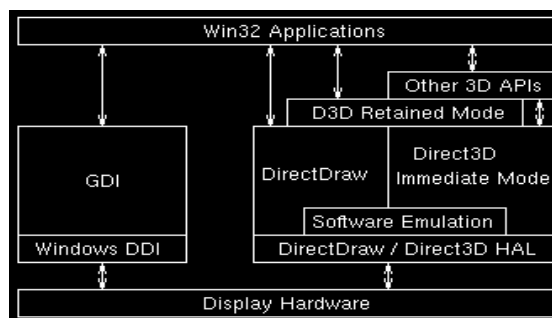 Win32 Applications
Other 3D APIs
D3D Retained Mode
GDI
DirectDraw
Direct3D
Immediate Mode
Software Emulation
Windows DDI
DirectDraw / Direct3D HAL
Display Hardware